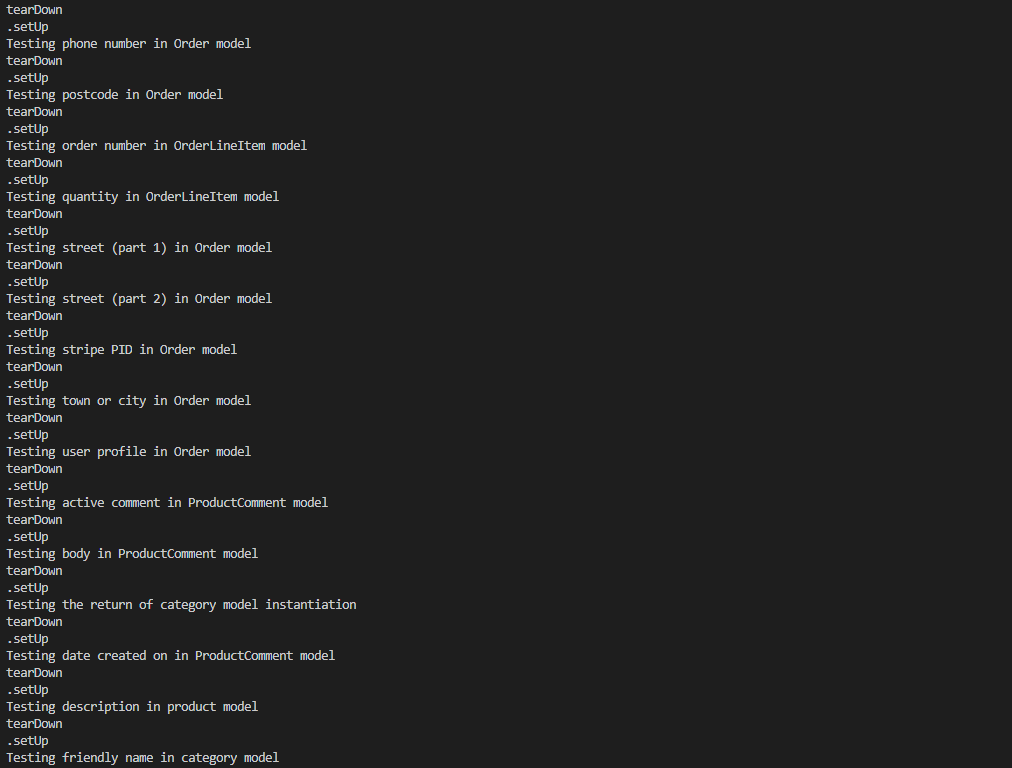 tearDown
.setUp
Testing phone number in Order model
tearDown
.setUp
Testing postcode in Order model
tearDown
.setUp
Testing order number in OrderLineItem model
tearDown
.setUp
Testing quantity in OrderLineItem model
tearDown
.setUp
Testing street (part 1) in Order model
tearDown
.setUp
Testing street (part 2) in Order model
tearDown
.setUp
Testing stripe PID in Order model
tearDown
.setUp
Testing town or city in Order model
tearDown
.setUp
Testing user profile in Order model
tearDown
.setUp
Testing active comment in ProductComment model
tearDown
.setUp
Testing body in ProductComment model
tearDown
.setUp
Testing the return of category model instantiation
tearDown
.setUp
Testing date created on in ProductComment model
tearDown
.setUp
Testing description in product model
tearDown
.setUp
Testing friendly name in category model